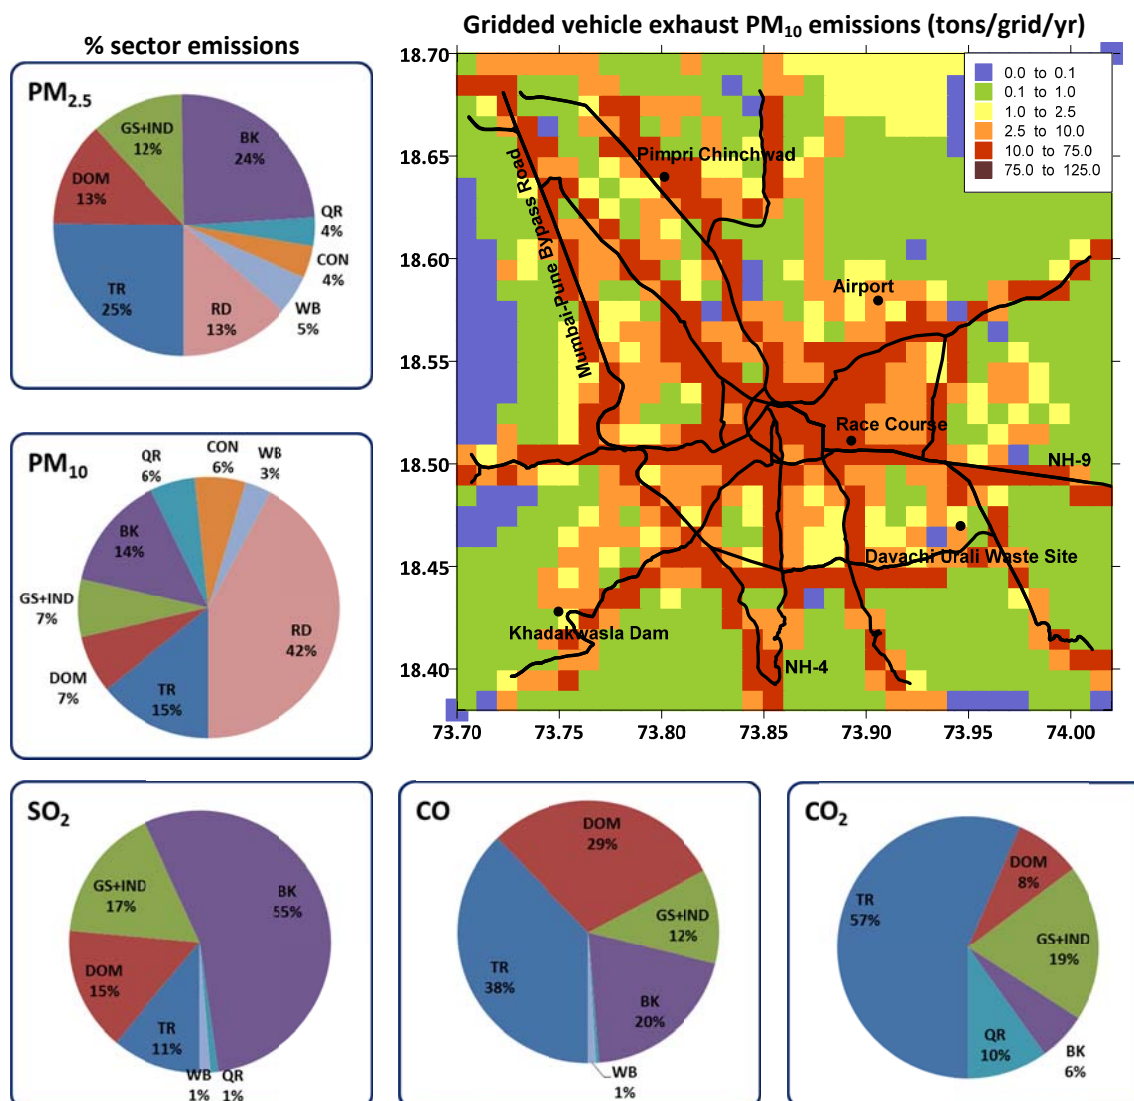 Gridded vehicle exhaust PM₁₀ emissions (tons/grid/yr)
% sector emissions
PM₂.₅
GS+IND
12%
BK
24%
DOM
13%
QR
4%
CON
4%
WB
5%
RD
13%
TR
25%
18.70
18.65
18.60
18.55
18.50
18.45
18.40
73.70
73.75
73.80
73.85
73.90
73.95
74.00
0.0 to 0.1
0.1 to 1.0
1.0 to 2.5
2.5 to 10.0
10.0 to 75.0
75.0 to 125.0
Pimpri Chinchwad
Mumbai-Pune Bypass Road
Airport
Race Course
NH-9
Davachi Urali Waste Site
Khadakwasla Dam
NH-4
PM₁₀
QR
6%
CON
6%
WB
3%
BK
14%
GS+IND
7%
DOM
7%
TR
15%
RD
42%
SO₂
GS+IND
17%
BK
55%
DOM
15%
TR
11%
WB
1%
QR
1%
CO
DOM
29%
GS+IND
12%
TR
38%
BK
20%
WB
1%
CO₂
DOM
8%
TR
57%
GS+IND
19%
QR
10%
BK
6%